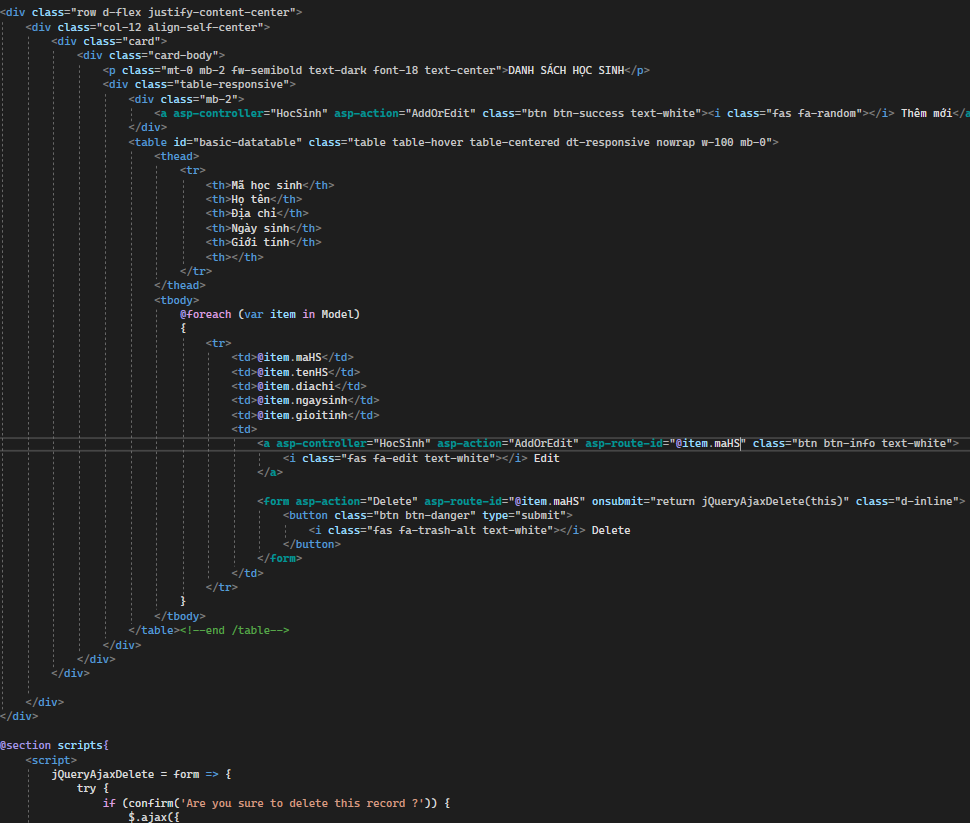 <div class="row d-flex justify-content-center">
<div class="col-12 align-self-center">
<div class="card">
<div class="card-body">
<p class="mt-0 mb-2 fw-semibold text-dark font-18 text-center">DANH SÁCH HỌC SINH</p>
<div class="table-responsive">
<div class="mb-2">
<a asp-controller="HocSinh" asp-action="AddOrEdit" class="btn btn-success text-white"><i class="fas fa-random"></i> Thêm mới</a
</div>
<table id="basic-datatable" class="table table-hover table-centered dt-responsive nowrap w-100 mb-0">
<thead>
<tr>
<th>Mã học sinh</th>
<th>Họ tên</th>
<th>Địa chỉ</th>
<th>Ngày sinh</th>
<th>Giới tính</th>
<th></th>
</tr>
</thead>
<tbody>
@foreach (var item in Model)
{
<tr>
<td>@item.maHS</td>
<td>@item.tenHS</td>
<td>@item.diachi</td>
<td>@item.ngaysinh</td>
<td>@item.gioitinh</td>
<td>
<a asp-controller="HocSinh" asp-action="AddOrEdit" asp-route-id="@item.maHS" class="btn btn-info text-white">
<i class="fas fa-edit text-white"></i> Edit
</a>
<form asp-action="Delete" asp-route-id="@item.maHS" onsubmit="return jQueryAjaxDelete(this)" class="d-inline">
<button class="btn btn-danger" type="submit">
<i class="fas fa-trash-alt text-white"></i> Delete
</button>
</form>
</td>
</tr>
}
</tbody>
</table><!--end /table-->
</div>
</div>
</div>
</div>
</div>
@section scripts{
<script>
jQueryAjaxDelete = form => {
try {
if (confirm('Are you sure to delete this record ?')) {
$.ajax({